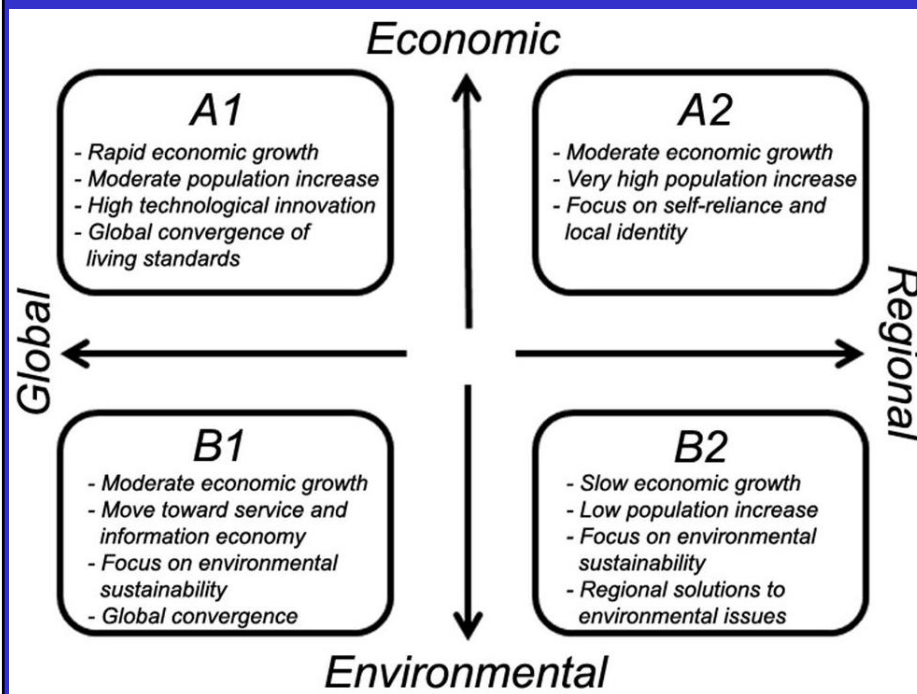 Economic
A1
- Rapid economic growth
- Moderate population increase
- High technological innovation
- Global convergence of
living standards
A2
- Moderate economic growth
- Very high population increase
- Focus on self-reliance and
local identity
Global
Regional
B1
- Moderate economic growth
- Move toward service and
information economy
- Focus on environmental
sustainability
- Global convergence
B2
- Slow economic growth
- Low population increase
- Focus on environmental
sustainability
- Regional solutions to
environmental issues
Environmental